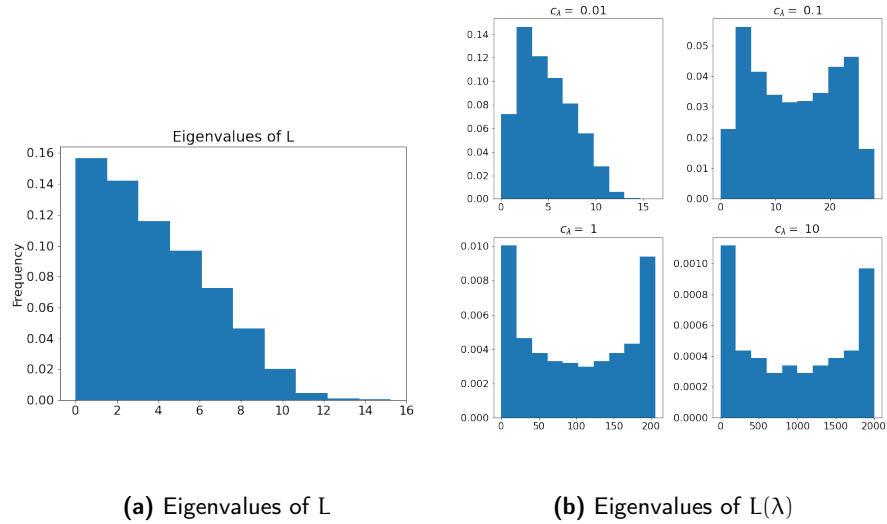 Eigenvalues of L
Frequency
0.16
0.14
0.12
0.10
0.08
0.06
0.04
0.02
0.00
0 2 4 6 8 10 12 14 16
(a) Eigenvalues of L
c_λ = 0.01
0.14
0.12
0.10
0.08
0.06
0.04
0.02
0.00
0 5 10 15
c_λ = 0.1
0.05
0.04
0.03
0.02
0.01
0.00
0 10 20
c_λ = 1
0.010
0.008
0.006
0.004
0.002
0.000
0 50 100 150 200
c_λ = 10
0.0010
0.0008
0.0006
0.0004
0.0002
0.0000
0 500 1000 1500 2000
(b) Eigenvalues of L(λ)